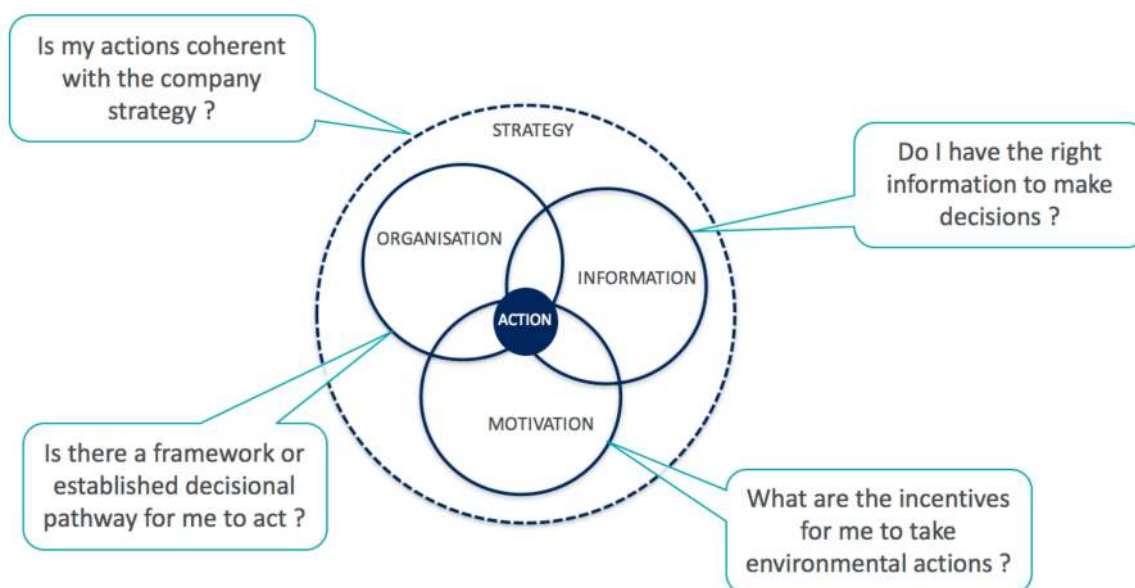 Is my actions coherent
with the company
strategy ?
STRATEGY
Do I have the right
information to make
decisions ?
ORGANISATION
INFORMATION
ACTION
MOTIVATION
Is there a framework or
established decisional
pathway for me to act ?
What are the incentives
for me to take
environmental actions ?